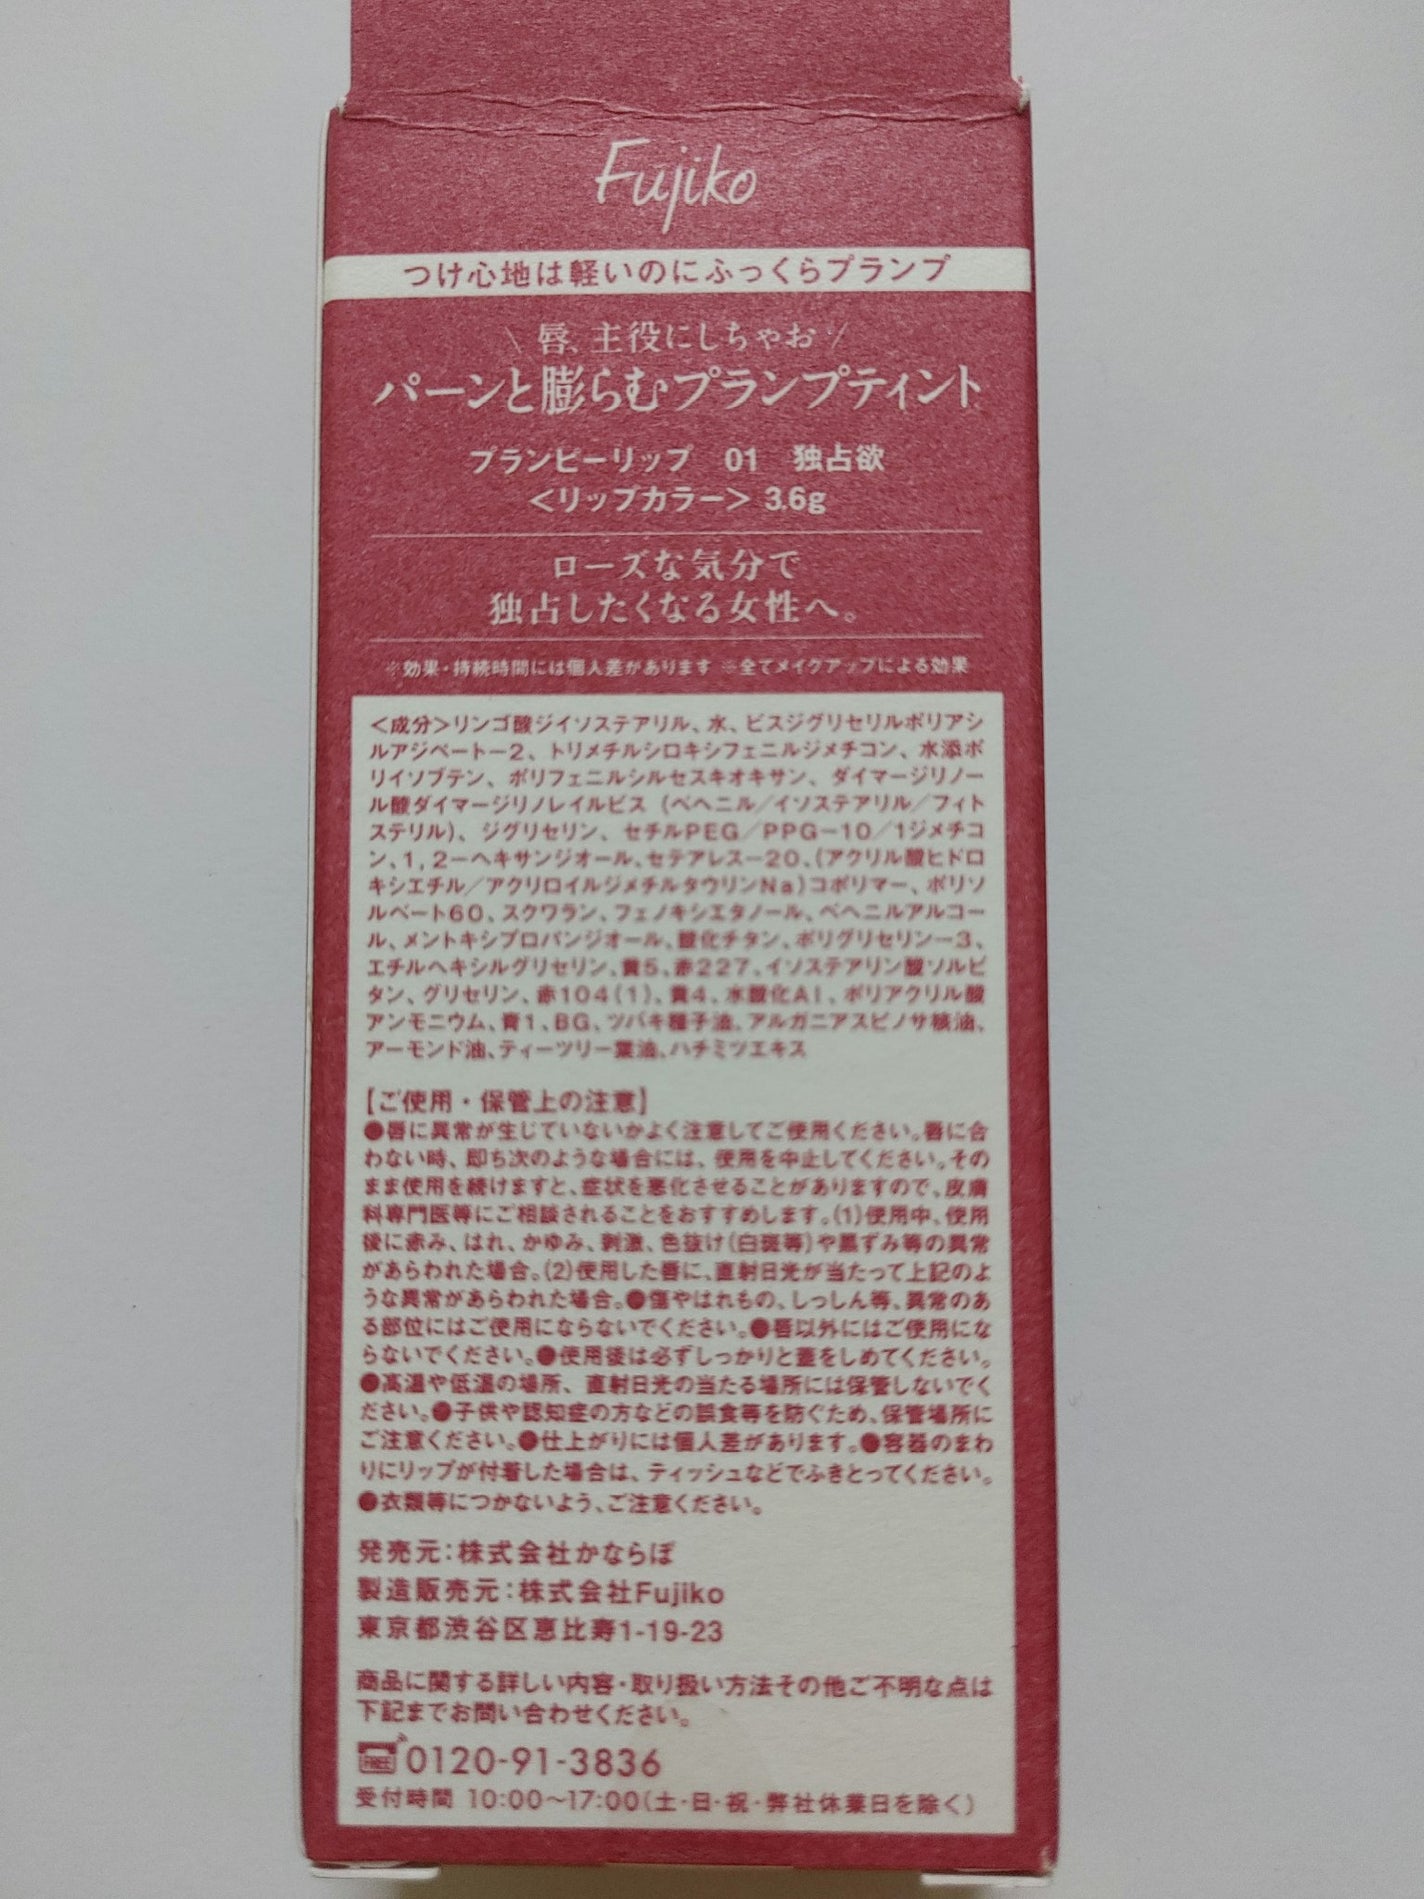 Fujiko
つけ心地は軽いのにふっくらプランプ
\ 唇、主役にしちゃお /
パーンと膨らむプランプティント
プランピーリップ 01 独占欲
＜リップカラー＞ 3.6g
ローズな気分で
独占したくなる女性へ。
※効果・持続時間には個人差があります ※全てメイクアップによる効果
＜成分＞リンゴ酸ジイソステアリル、水、ビスジグリセリルポリアシ
ルアジペートー2、トリメチルシロキシフェニルジメチコン、水添ポ
リイソブテン、ポリフェニルシルセスキオキサン、ダイマージリノー
ル酸ダイマージリノレイルビス（ベヘニル／イソステアリル／フィト
ステリル）、ジグリセリン、セチルPEG／PPG－10／1ジメチコ
ン、1，2－ヘキサンジオール、セテアレス－20、（アクリル酸ヒドロ
キシエチル／アクリロイルジメチルタウリンNa）コポリマー、ポリソ
ルベート60、スクワラン、フェノキシエタノール、ベヘニルアルコー
ル、メントキシプロパンジオール、酸化チタン、ポリグリセリン－3、
エチルヘキシルグリセリン、黄5、赤227、イソステアリン酸ソルビ
タン、グリセリン、赤104（1）、黄4、水酸化Al、ポリアクリル酸
アンモニウム、青1、BG、ツバキ種子油、アルガニアスピノサ核油、
アーモンド油、ティーツリー葉油、ハチミツエキス
【ご使用・保管上の注意】
●唇に異常が生じていないかよく注意してご使用ください。唇に合
わない時、即ち次のような場合には、使用を中止してください。その
まま使用を続けますと、症状を悪化させることがありますので、皮膚
科専門医等にご相談されることをおすすめします。（1）使用中、使用
後に赤み、はれ、かゆみ、刺激、色抜け（白斑等）や黒ずみ等の異常
があらわれた場合。（2）使用した唇に、直射日光が当たって上記のよ
うな異常があらわれた場合。●傷やはれもの、しっしん等、異常のあ
る部位にはご使用にならないでください。●唇以外にはご使用にな
らないでください。●使用後は必ずしっかりと蓋をしめてください。
●高温や低温の場所、直射日光の当たる場所には保管しないでく
ださい。●子供や認知症の方などの誤食等を防ぐため、保管場所に
ご注意ください。●仕上がりには個人差があります。●容器のまわ
りにリップが付着した場合は、ティッシュなどでふきとってください。
●衣類等につかないよう、ご注意ください。
発売元：株式会社かならぼ
製造販売元：株式会社Fujiko
東京都渋谷区恵比寿1-19-23
商品に関する詳しい内容・取り扱い方法その他ご不明な点は
下記までお問い合わせください。
FREE 0120-91-3836
受付時間 10:00～17:00（土・日・祝・弊社休業日を除く）